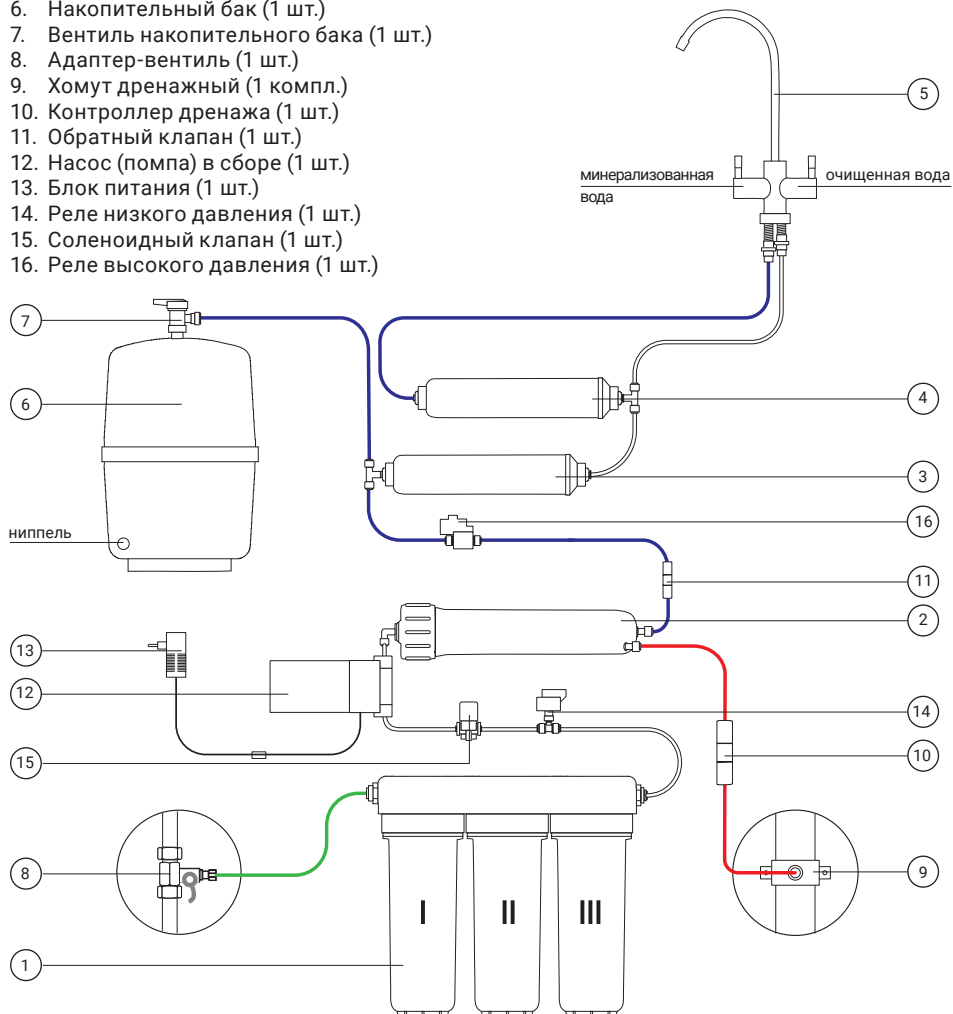 6. Накопительный бак (1 шт.)
7. Вентиль накопительного бака (1 шт.)
8. Адаптер-вентиль (1 шт.)
9. Хомут дренажный (1 компл.)
10. Контроллер дренажа (1 шт.)
11. Обратный клапан (1 шт.)
12. Насос (помпа) в сборе (1 шт.)
13. Блок питания (1 шт.)
14. Реле низкого давления (1 шт.)
15. Соленоидный клапан (1 шт.)
16. Реле высокого давления (1 шт.)
5
минерализованная
вода
очищенная вода
7
6
4
3
16
ниппель
11
2
13
12
14
15
10
8
9
I II III
1